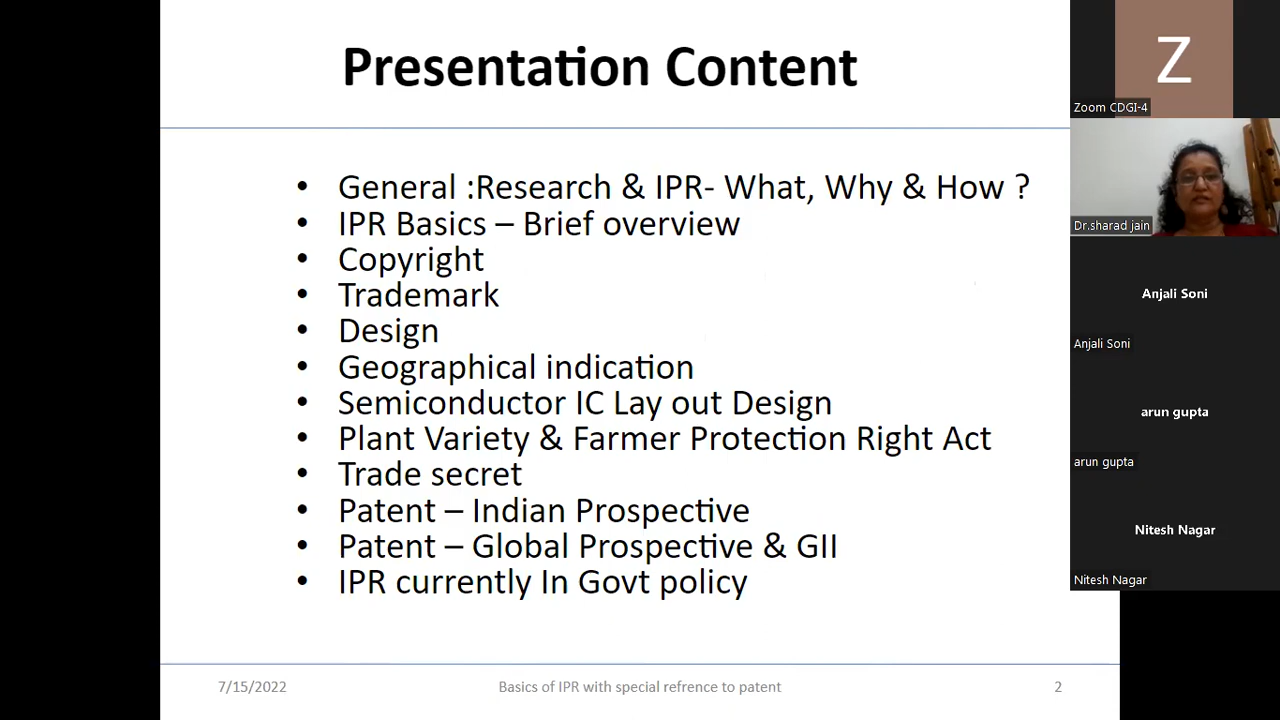 Presentation Content
• General :Research & IPR- What, Why & How ?
• IPR Basics – Brief overview
• Copyright
• Trademark
• Design
• Geographical indication
• Semiconductor IC Lay out Design
• Plant Variety & Farmer Protection Right Act
• Trade secret
• Patent – Indian Prospective
• Patent – Global Prospective & GII
• IPR currently In Govt policy
7/15/2022
Basics of IPR with special refrence to patent
2
Z
Zoom CDGI-4
Dr.sharad jain
Anjali Soni
Anjali Soni
arun gupta
arun gupta
Nitesh Nagar
Nitesh Nagar